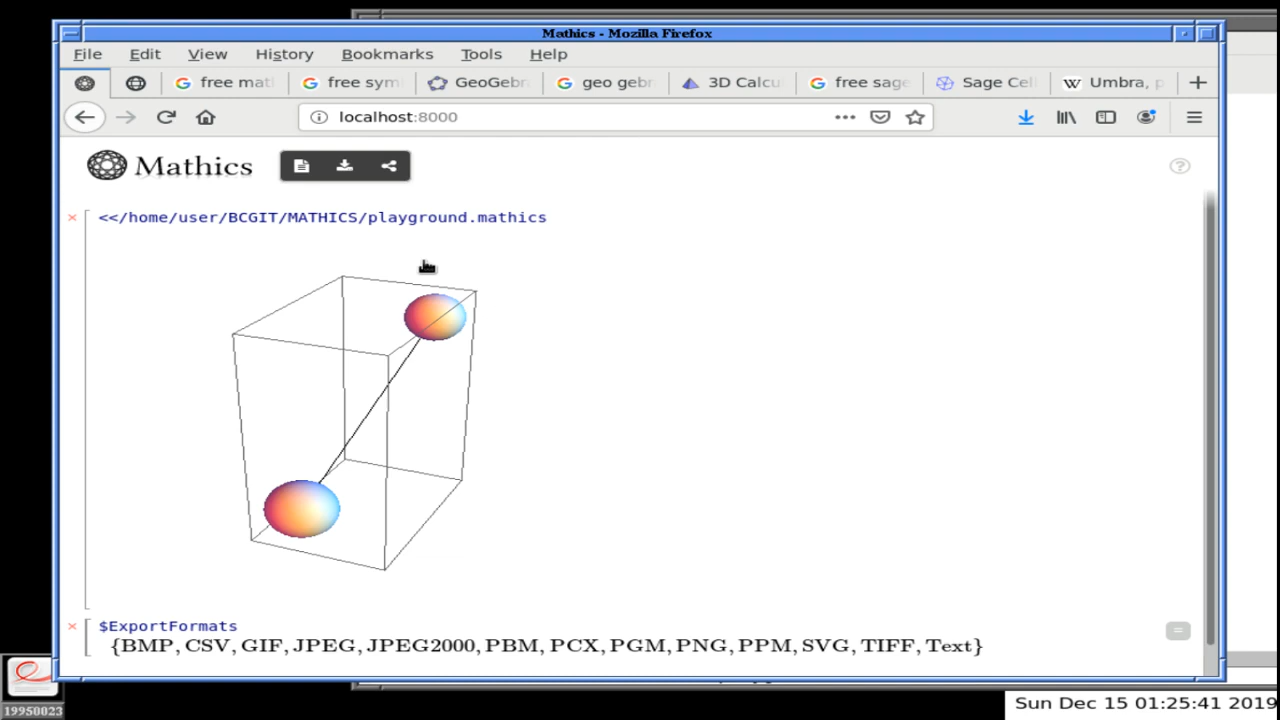 Mathics - Mozilla Firefox
File Edit View History Bookmarks Tools Help
free mat free sym GeoGebr geo gebr 3D Calcu free sage Sage Cel Umbra, p
localhost:8000
Mathics
<</home/user/BCGIT/MATHICS/playground.mathics
$ExportFormats
{BMP, CSV, GIF, JPEG, JPEG2000, PBM, PCX, PGM, PNG, PPM, SVG, TIFF, Text}
19950023
Sun Dec 15 01:25:41 2019